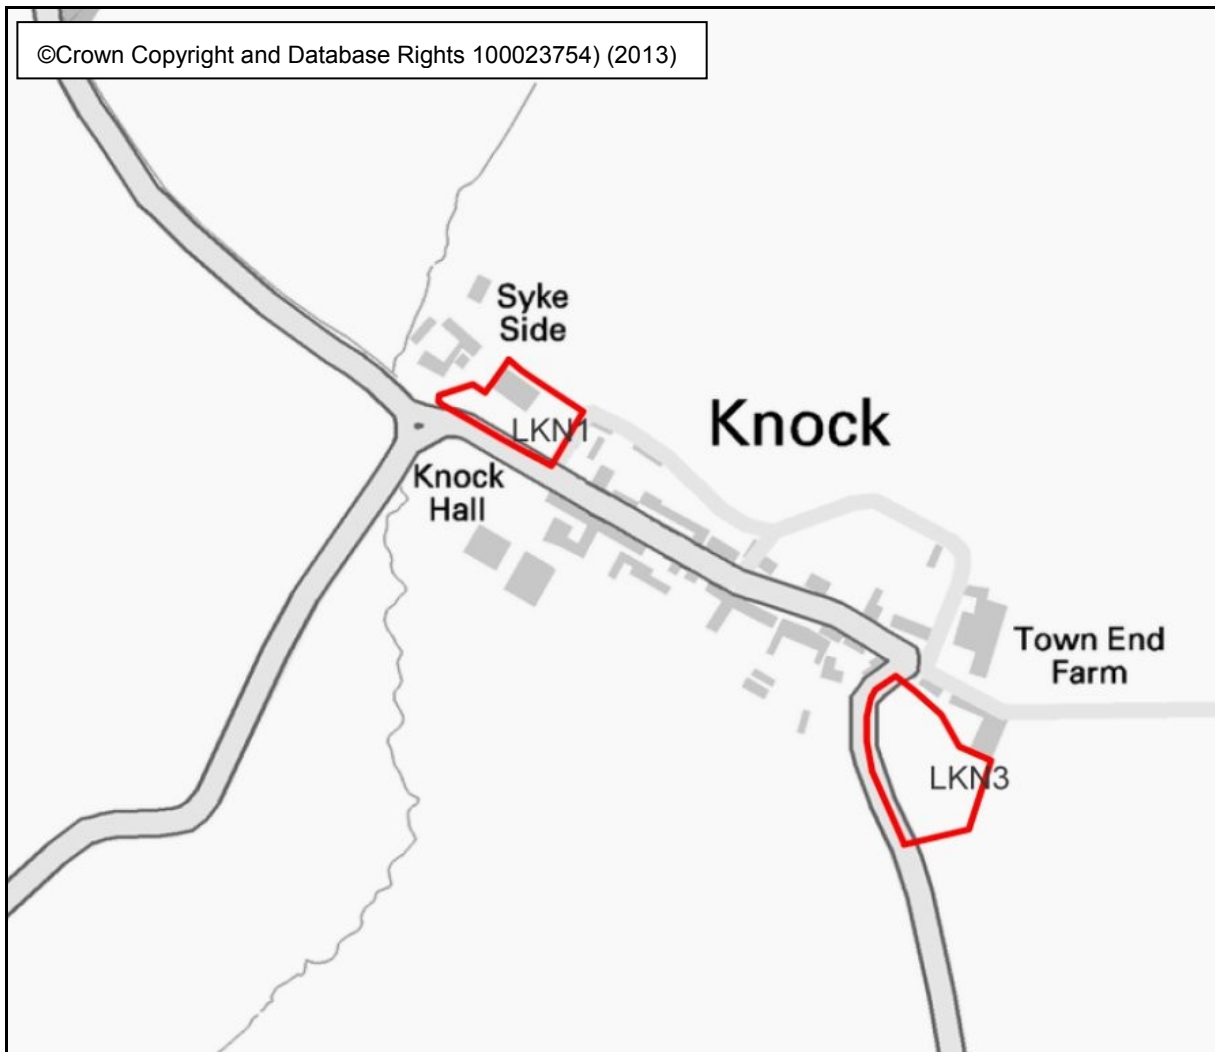 ©Crown Copyright and Database Rights 100023754) (2013)
Syke
Side
Knock
LKN1
Knock
Hall
Town End
Farm
LKN3